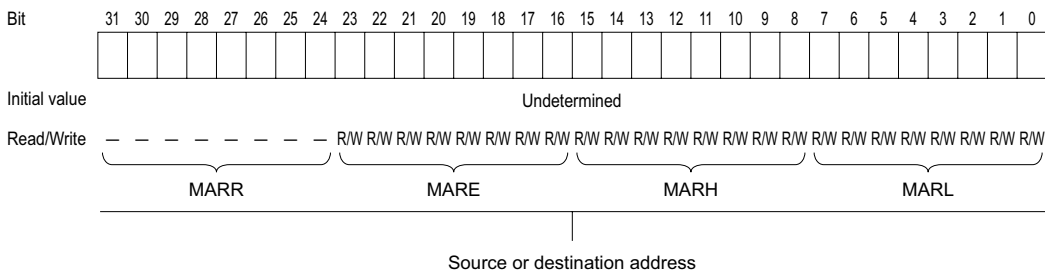 Bit 31 30 29 28 27 26 25 24 23 22 21 20 19 18 17 16 15 14 13 12 11 10 9 8 7 6 5 4 3 2 1 0
Initial value Undetermined
Read/Write — — — — — — — — R/W R/W R/W R/W R/W R/W R/W R/W R/W R/W R/W R/W R/W R/W R/W R/W R/W R/W R/W R/W R/W R/W R/W R/W
MARR MARE MARH MARL
Source or destination address